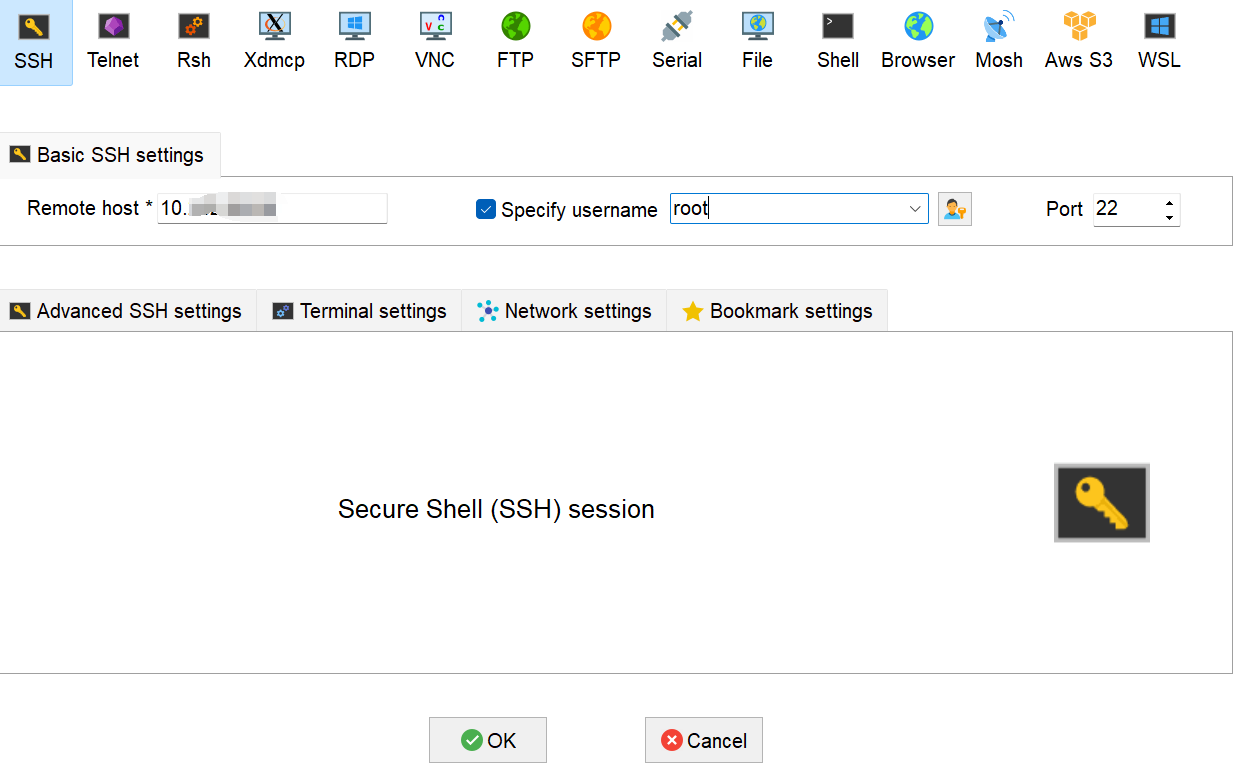 SSH Telnet Rsh Xdmcp RDP VNC FTP SFTP Serial File Shell Browser Mosh Aws S3 WSL
Basic SSH settings
Remote host * 10. Specify username root Port 22
Advanced SSH settings Terminal settings Network settings Bookmark settings
Secure Shell (SSH) session
OK Cancel